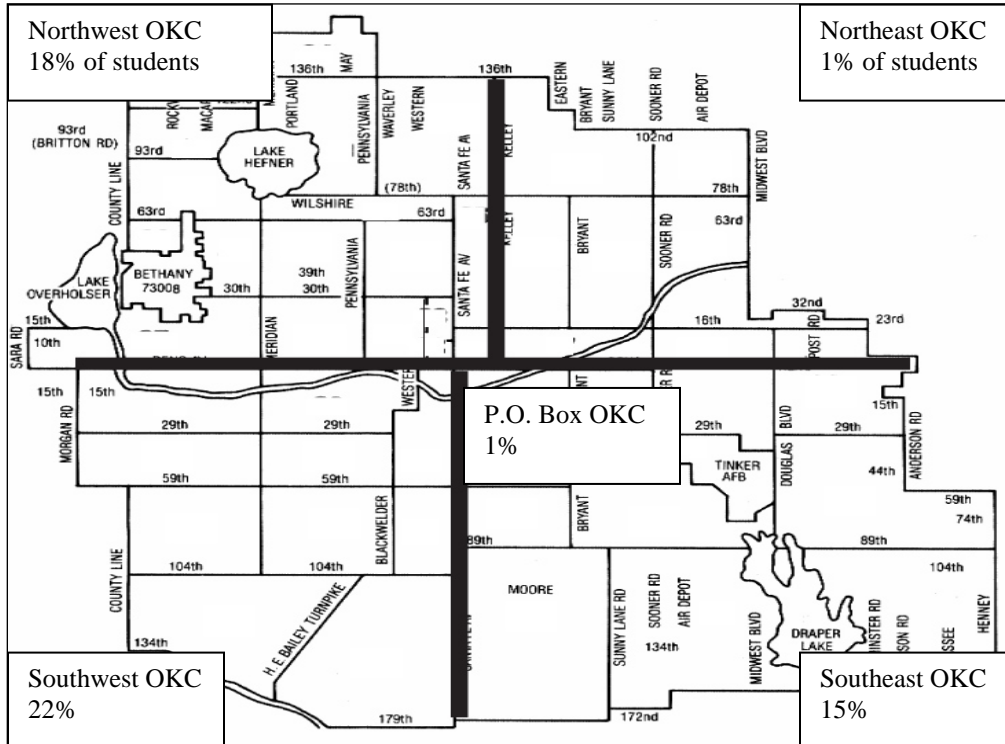 Northwest OKC
18% of students
Northeast OKC
1% of students
136th
MAY
PORTLAND
PENNSYLVANIA
WAVERLEY
WESTERN
136th
EASTERN
BRYANT
SUNNY LANE
SOONER RD
AIR DEPOT
93rd
(BRITTON RD)
LAKE
HEFNER
SANTA FE AV
KELLEY
102nd
MIDWEST BLVD
93rd
COUNTY LINE
(78th)
78th
WILSHIRE
63rd
63rd
63rd
KELLEY
BRYANT
SOONER RD
PENNSYLVANIA
SANTA FE AV
LAKE
OVERHOLSER
BETHANY
73008
39th
30th
30th
32nd
15th
10th
16th
23rd
SARA RD
POST RD
15th
15th
WESTER
15th
MORGAN RD
29th
29th
P.O. Box OKC
1%
29th
BLVD
29th
ANDERSON RD
TINKER
AFB
DOUGLAS
44th
59th
59th
59th
BRYANT
74th
BLACKWELDER
89th
89th
COUNTY LINE
104th
104th
MOORE
SUNNY LANE RD
SOONER RD
AIR DEPOT
104th
HENNEY
H.E BAILEY TURNPIKE
134th
134th
MIDWEST BLVD
DRAPER
LAKE
Southwest OKC
22%
Southeast OKC
15%
179th
172nd